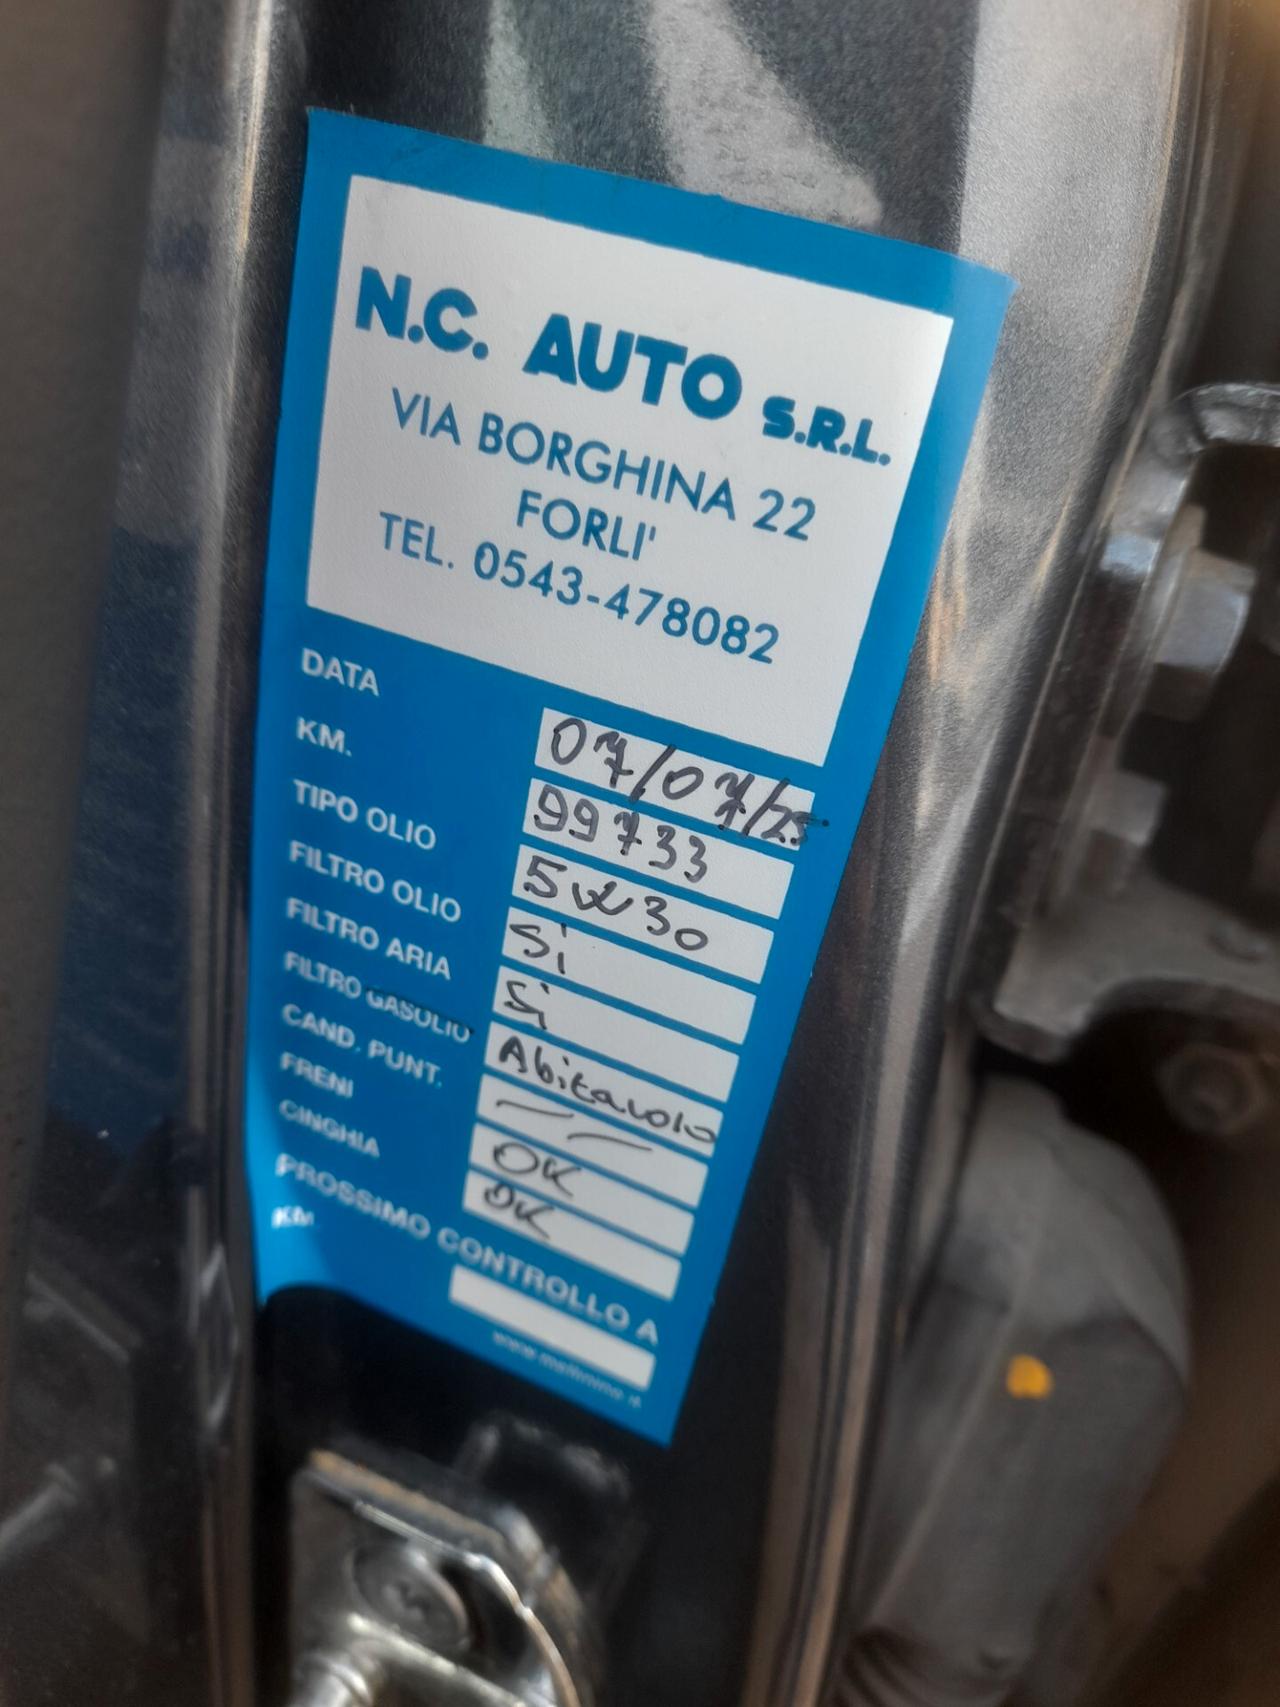 N.C. AUTO S.R.L.
VIA BORGHINA 22
FORLI'
TEL. 0543-478082
DATA 07/07/25
KM. 99733
TIPO OLIO 5W30
FILTRO OLIO Si
FILTRO ARIA Si
FILTRO GASOLIO Abitacolo
CAND. PUNT.
FRENI OK
CINGHIA OK
PROSSIMO CONTROLLO A
KM